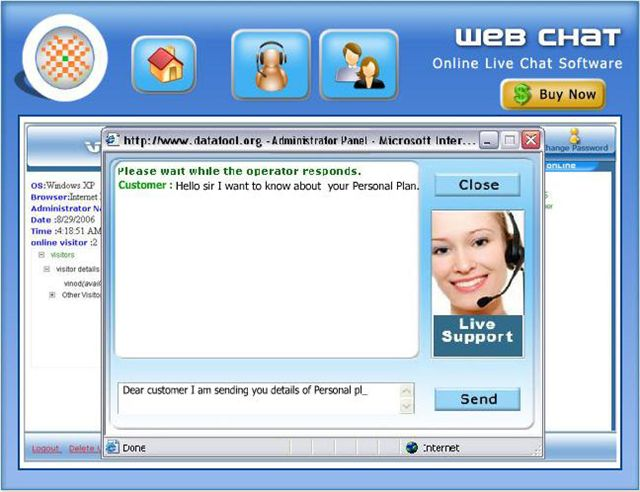 WEB CHAT
Online Live Chat Software
Buy Now
http://www.datatool.org -Administrator Panel - Microsoft Inter...
Change Password
ONLINE
OS:Windows XP
Browser:Internet
Administrator Na
Date :8/29/2006
Time :4:18:51 AM
online visitor :2
visitors
visitor details
vinod(avail
Other Visito
Please wait while the operator responds.
Customer : Hello sir I want to know about your Personal Plan.
Close
Live
Support
Dear customer I am sending you details of Personal pl_
Send
Logout Delete
Done
Internet